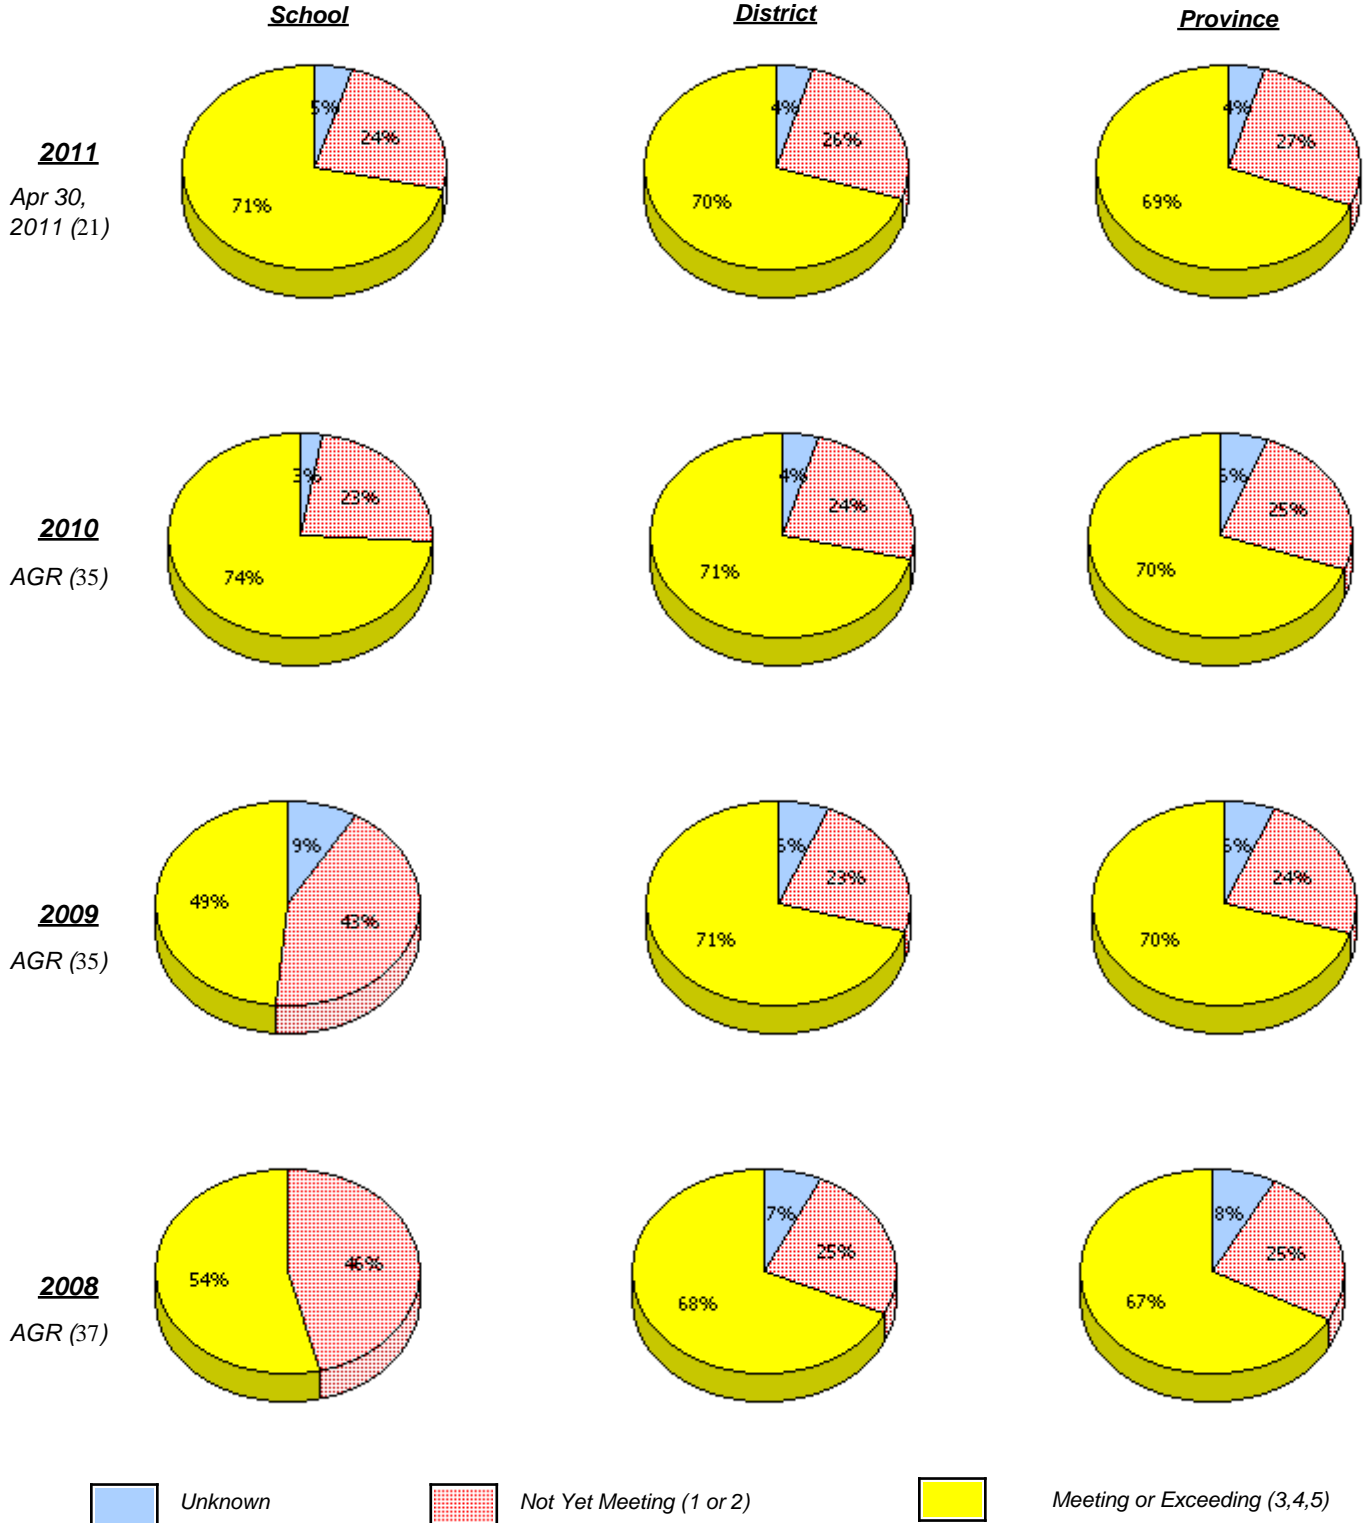 School District Province
5% 24% 71%
4% 26% 70%
4% 27% 69%
2011
Apr 30,
2011 (21)
3% 23% 74%
4% 24% 71%
6% 25% 70%
2010
AGR (35)
9% 43% 49%
6% 23% 71%
6% 24% 70%
2009
AGR (35)
46% 54%
7% 25% 68%
8% 25% 67%
2008
AGR (37)
Unknown Not Yet Meeting (1 or 2) Meeting or Exceeding (3,4,5)